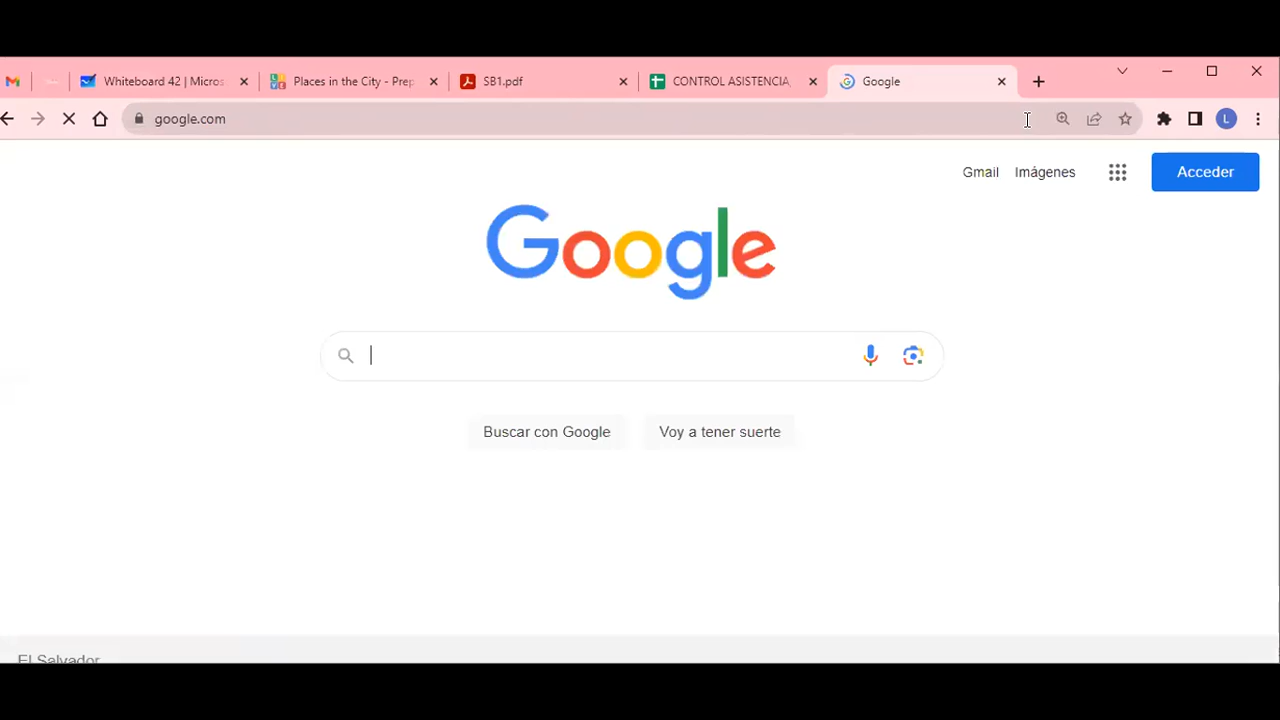 Whiteboard 42 | Micros
Places in the City - Prep
SB1.pdf
CONTROL ASISTENCIA,
Google
google.com
L
Gmail
Imágenes
Acceder
Google
Buscar con Google
Voy a tener suerte
El Salvador